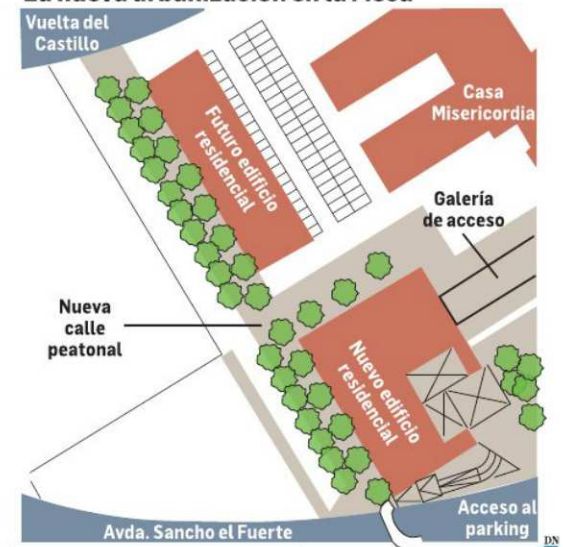 Vuelta del
Castillo
Futuro edificio
residencial
Casa
Misericordia
Galería
de acceso
Nueva
calle
peatonal
Nuevo edificio
residencial
Avda. Sancho el Fuerte
Acceso al
parking
DN